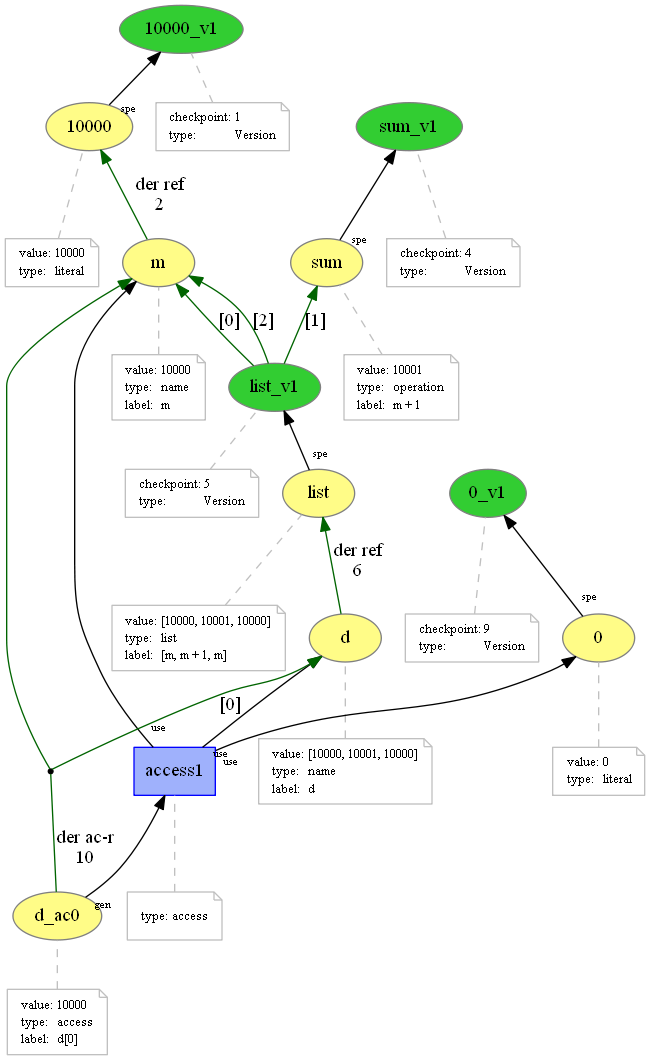 10000_v1
spe
checkpoint: 1
type: Version
10000
sum_v1
der ref
2
value: 10000
type: literal
m
spe
sum
checkpoint: 4
type: Version
[0]
[2]
[1]
value: 10000
type: name
label: m
list_v1
value: 10001
type: operation
label: m + 1
spe
checkpoint: 5
type: Version
list
0_v1
der ref
6
spe
value: [10000, 10001, 10000]
type: list
label: [m, m + 1, m]
checkpoint: 9
type: Version
d
0
[0]
use
use
use
access1
value: [10000, 10001, 10000]
type: name
label: d
value: 0
type: literal
der ac-r
10
gen
d_ac0
type: access
value: 10000
type: access
label: d[0]